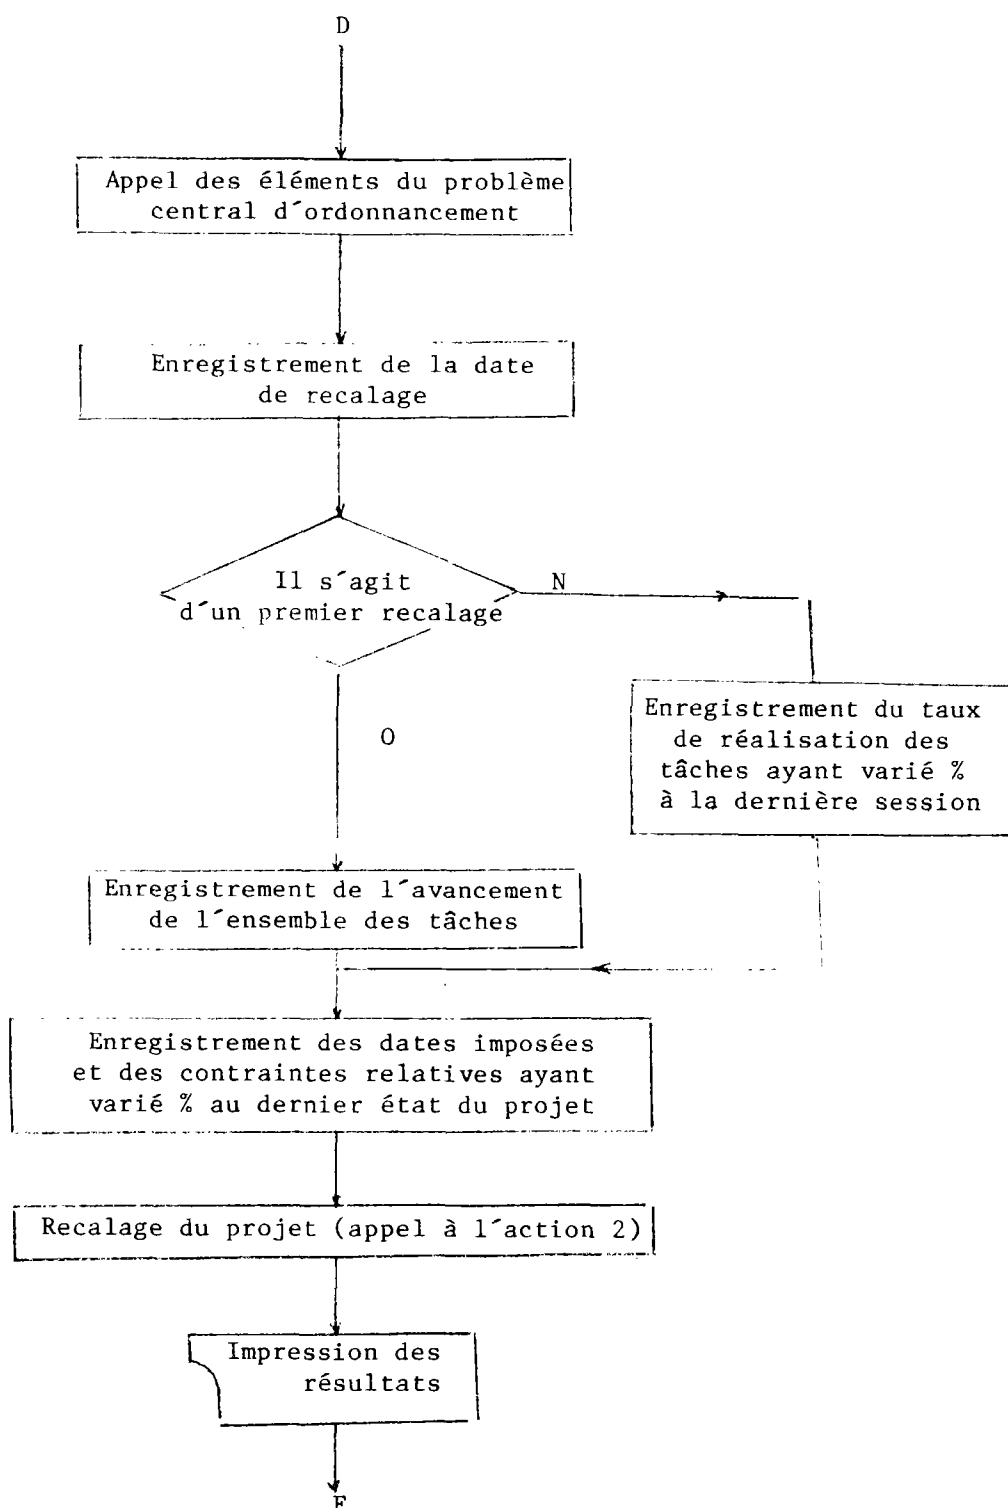 D
Appel des éléments du problème
central d´ordonnancement
Enregistrement de la date
de recalage
Il s´agit
d´un premier recalage
N
O
Enregistrement du taux
de réalisation des
tâches ayant varié %
à la dernière session
Enregistrement de l´avancement
de l´ensemble des tâches
Enregistrement des dates imposées
et des contraintes relatives ayant
varié % au dernier état du projet
Recalage du projet (appel à l´action 2)
Impression des
résultats
F